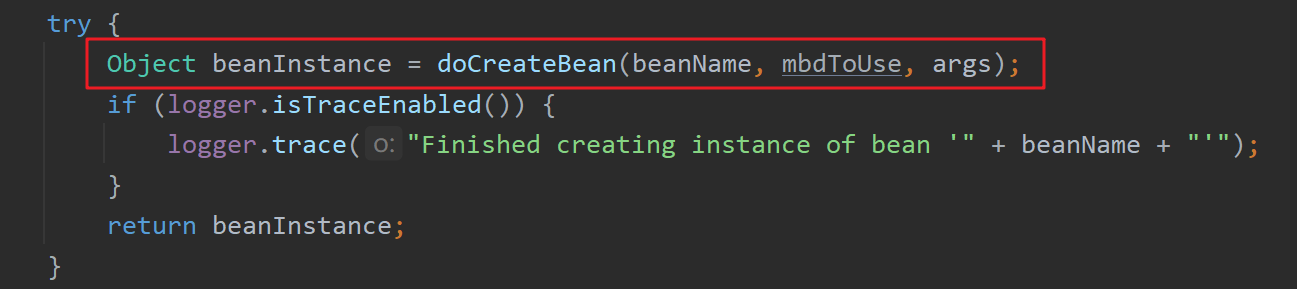 try {
Object beanInstance = doCreateBean(beanName, mbdToUse, args);
if (logger.isTraceEnabled()) {
logger.trace( o: "Finished creating instance of bean '" + beanName + "'");
}
return beanInstance;
}